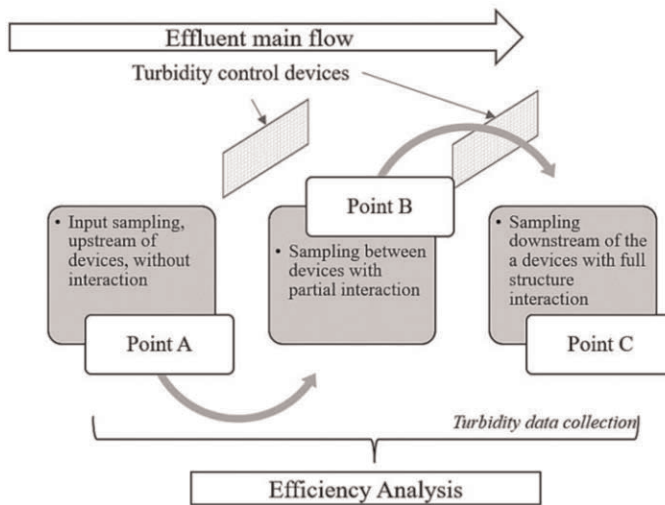 Effluent main flow
Turbidity control devices
Point B
• Input sampling,
upstream of
devices, without
interaction
• Sampling between
devices with
partial interaction
• Sampling
downstream of the
a devices with full
structure
interaction
Point A
Point C
Turbidity data collection
Efficiency Analysis